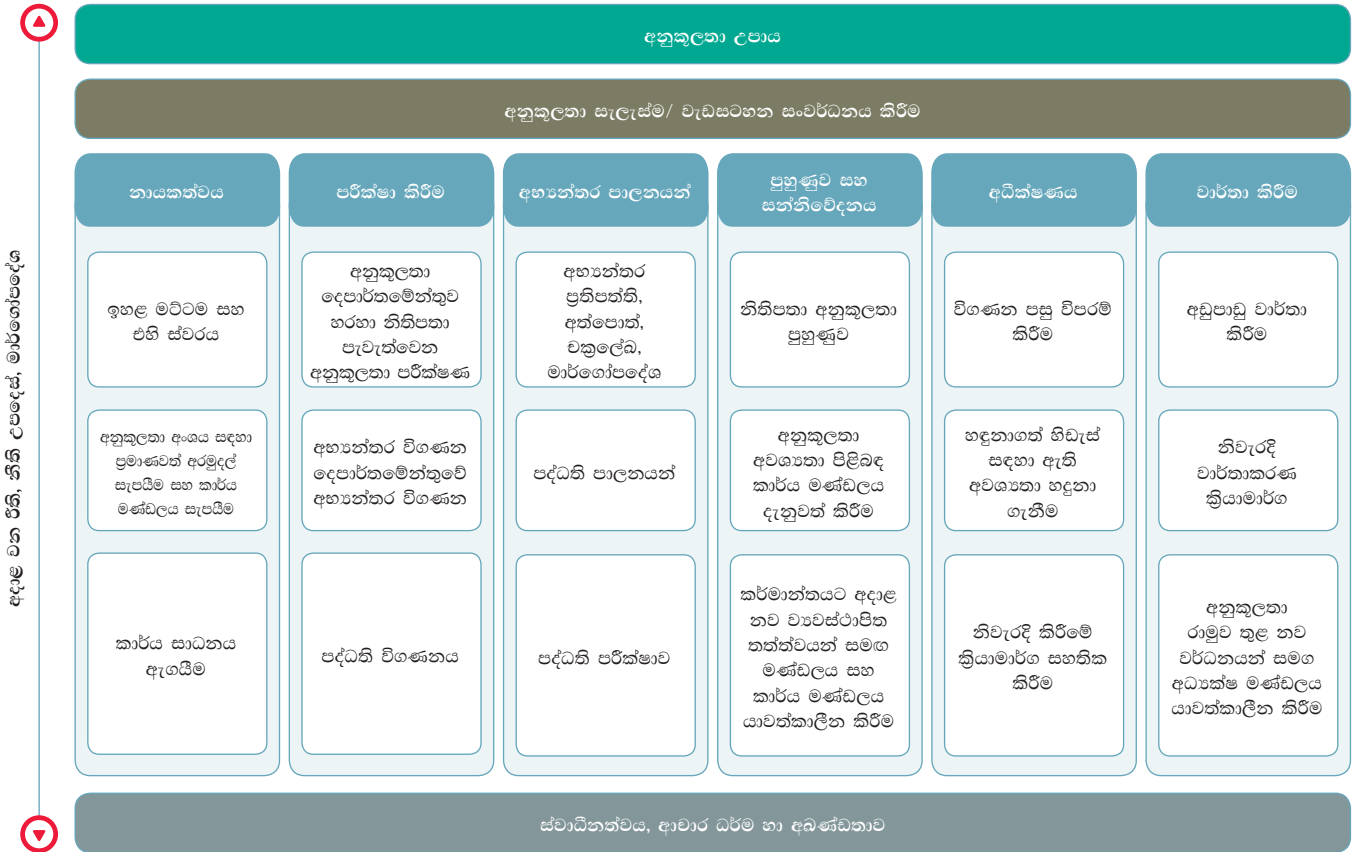 අනුකූලතා උපාය
අනුකූලතා සැලැස්ම/ වැඩසටහන සංවර්ධනය කිරීම
අදාළ වන රීති, නීති උපදෙස්, මාර්ගෝපදේශ
නායකත්වය
ඉහළ මට්ටම සහ
එහි ස්වරය
අනුකූලතා අංශය සඳහා
ප්‍රමාණවත් අරමුදල්
සැපයීම සහ කාර්ය
මණ්ඩලය සැපයීම
කාර්ය සාධනය
ඇගයීම
පරීක්ෂා කිරීම
අනුකූලතා
දෙපාර්තමේන්තුව
හරහා නිතිපතා
පැවැත්වෙන
අනුකූලතා පරීක්ෂණ
අභ්‍යන්තර විගණන
දෙපාර්තමේන්තුවේ
අභ්‍යන්තර විගණන
පද්ධති විගණනය
අභ්‍යන්තර පාලනයන්
අභ්‍යන්තර
ප්‍රතිපත්ති,
අත්පොත්,
චක්‍රලේඛ,
මාර්ගෝපදේශ
පද්ධති පාලනයන්
පද්ධති පරීක්ෂාව
පුහුණුව සහ
සන්නිවේදනය
නිතිපතා අනුකූලතා
පුහුණුව
අනුකූලතා
අවශ්‍යතා පිළිබඳ
කාර්ය මණ්ඩලය
දැනුවත් කිරීම
කර්මාන්තයට අදාළ
නව ව්‍යවස්ථාපිත
තත්ත්වයන් සමඟ
මණ්ඩලය සහ
කාර්ය මණ්ඩලය
යාවත්කාලීන කිරීම
අධීක්ෂණය
විගණන පසු විපරම්
කිරීම
හඳුනාගත් හිඩැස්
සඳහා ඇති
අවශ්‍යතා හදුනා
ගැනීම
නිවැරදි කිරීමේ
ක්‍රියාමාර්ග සහතික
කිරීම
වාර්තා කිරීම
අඩුපාඩු වාර්තා
කිරීම
නිවැරදි
වාර්තාකරණ
ක්‍රියාමාර්ග
අනුකූලතා
රාමුව තුළ නව
වර්ධනයන් සමග
අධ්‍යක්ෂ මණ්ඩලය
යාවත්කාලීන කිරීම
ස්වාධීනත්වය, ආචාර ධර්ම හා අඛණ්ඩතාව